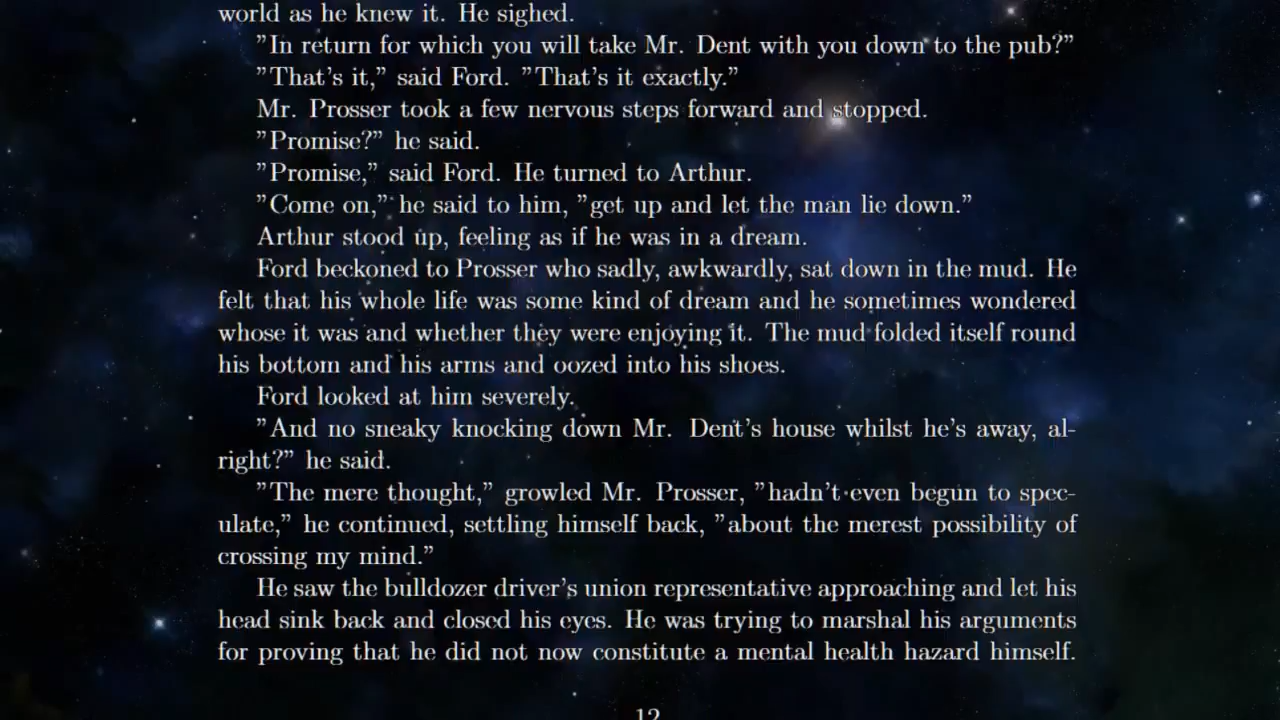 world as he knew it. He sighed.
”In return for which you will take Mr. Dent with you down to the pub?”
”That's it,” said Ford. ”That's it exactly.”
Mr. Prosser took a few nervous steps forward and stopped.
”Promise?” he said.
”Promise,” said Ford. He turned to Arthur.
”Come on,” he said to him, ”get up and let the man lie down.”
Arthur stood up, feeling as if he was in a dream.
Ford beckoned to Prosser who sadly, awkwardly, sat down in the mud. He
felt that his whole life was some kind of dream and he sometimes wondered
whose it was and whether they were enjoying it. The mud folded itself round
his bottom and his arms and oozed into his shoes.
Ford looked at him severely.
”And no sneaky knocking down Mr. Dent's house whilst he's away, al-
right?” he said.
”The mere thought,” growled Mr. Prosser, ”hadn't even begun to spec-
ulate,” he continued, settling himself back, ”about the merest possibility of
crossing my mind.”
He saw the bulldozer driver's union representative approaching and let his
head sink back and closed his eyes. He was trying to marshal his arguments
for proving that he did not now constitute a mental health hazard himself.
12